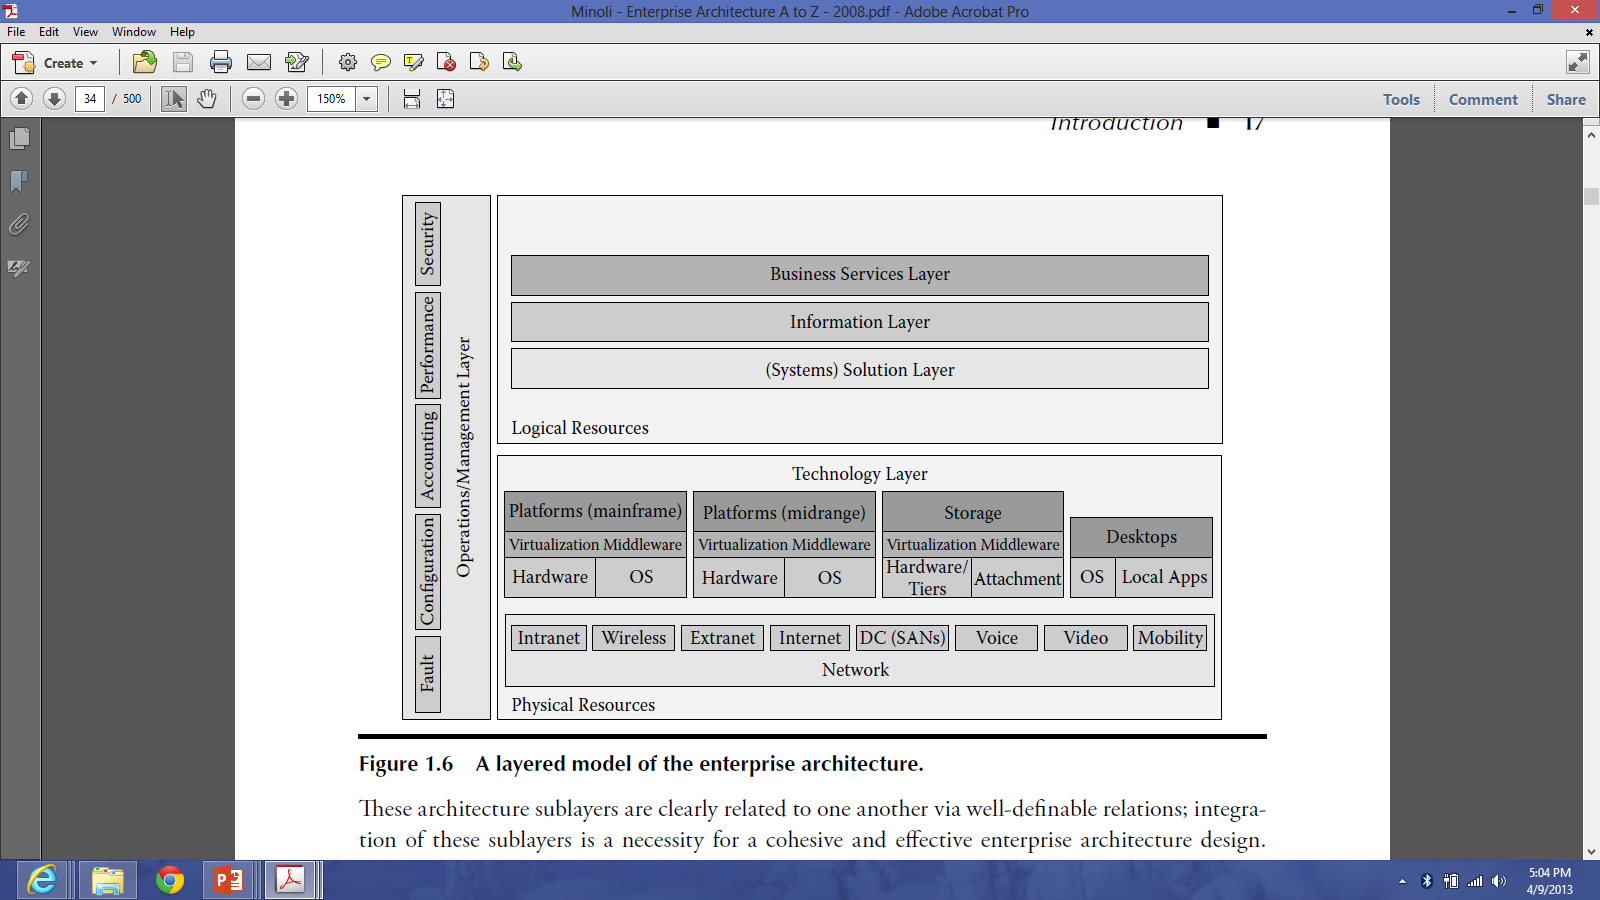 Minoli - Enterprise Architecture A to Z - 2008.pdf - Adobe Acrobat Pro
File Edit View Window Help
Create
34 / 500
150%
Tools Comment Share
Introduction ■ 17
Security
Performance
Accounting
Configuration
Fault
Operations/Management Layer
Business Services Layer
Information Layer
(Systems) Solution Layer
Logical Resources
Technology Layer
Platforms (mainframe)
Virtualization Middleware
Hardware OS
Platforms (midrange)
Virtualization Middleware
Hardware OS
Storage
Virtualization Middleware
Hardware/
Tiers
Attachment
Desktops
OS Local Apps
Intranet Wireless Extranet Internet DC (SANs) Voice Video Mobility
Network
Physical Resources
Figure 1.6 A layered model of the enterprise architecture.
These architecture sublayers are clearly related to one another via well-definable relations; integra-
tion of these sublayers is a necessity for a cohesive and effective enterprise architecture design.
5:04 PM
4/9/2013